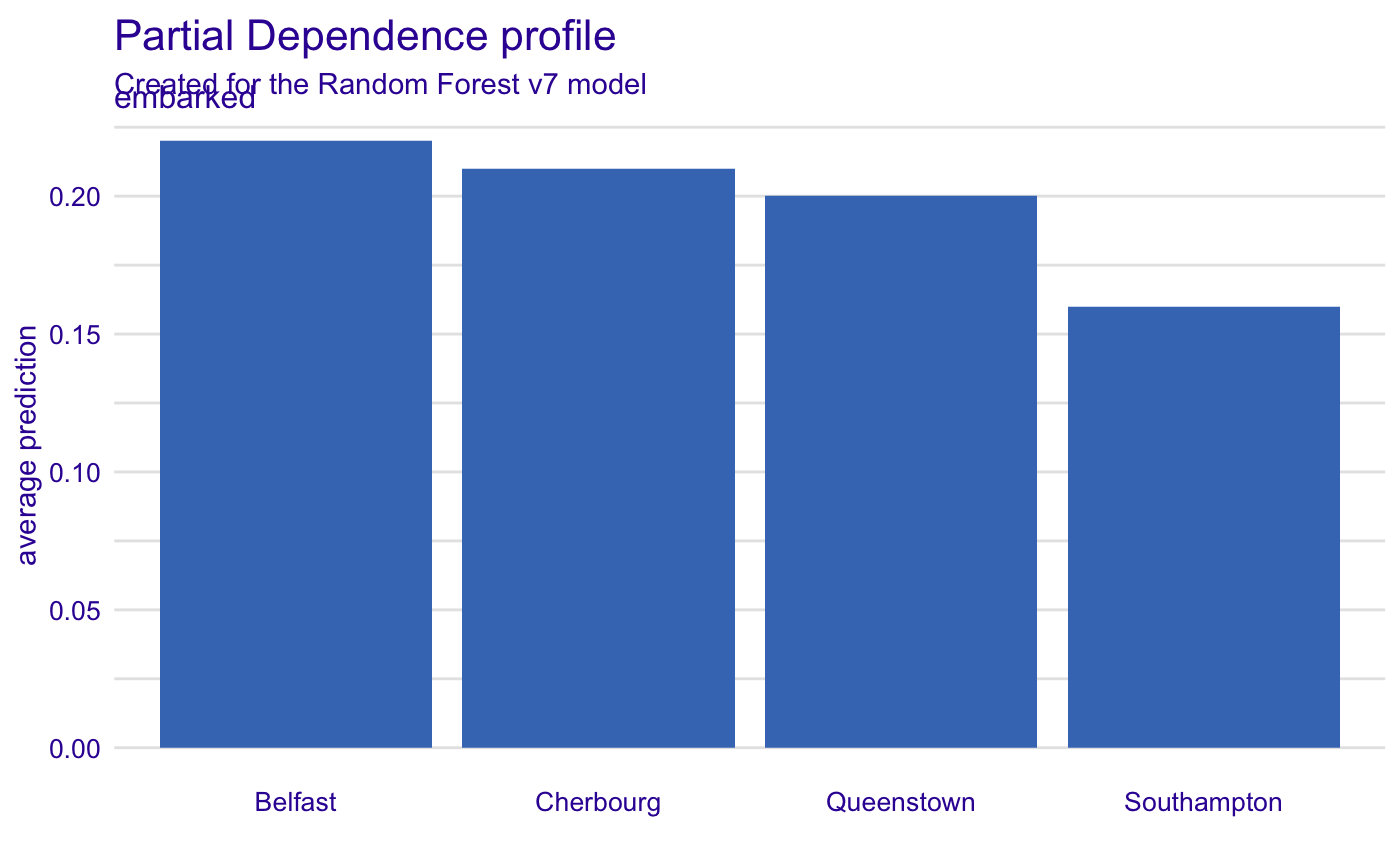 Partial Dependence profile
Created for the Random Forest v7 model
embarked
average prediction
0.20
0.15
0.10
0.05
0.00
Belfast
Cherbourg
Queenstown
Southampton